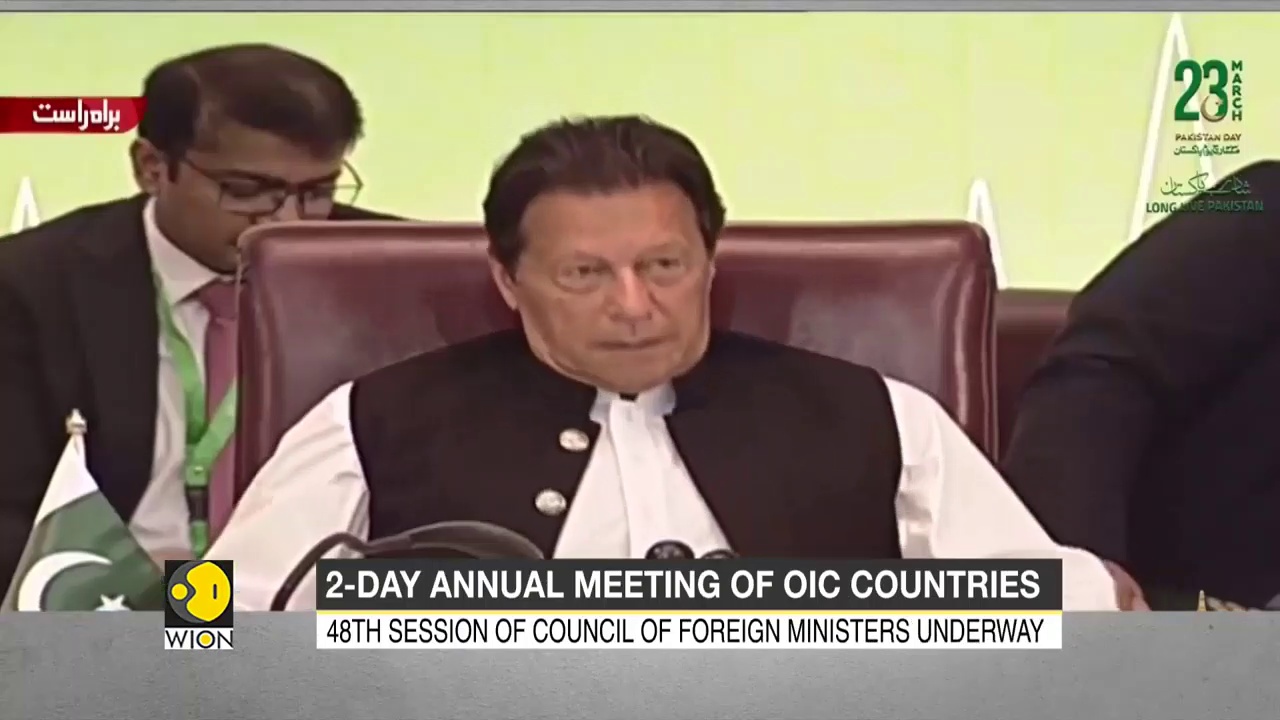 براہ راست
23 MARCH
PAKISTAN DAY
LONG LIVE PAKISTAN
2-DAY ANNUAL MEETING OF OIC COUNTRIES
48TH SESSION OF COUNCIL OF FOREIGN MINISTERS UNDERWAY
WION